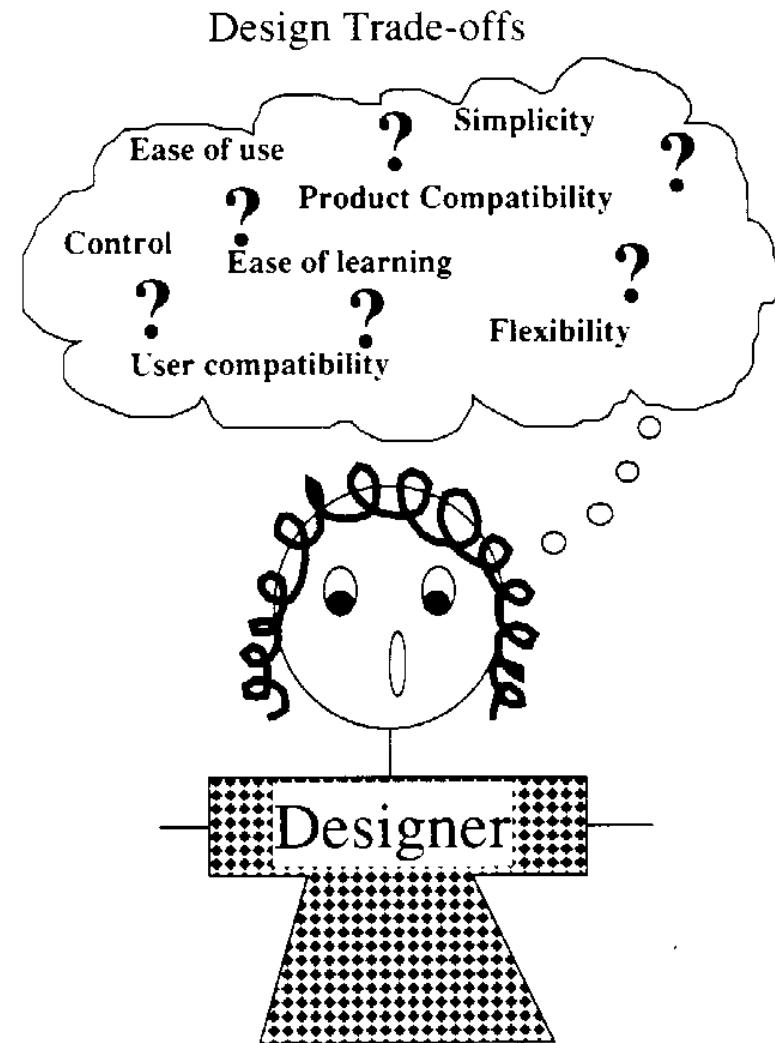 Design Trade-offs
Simplicity
?
Ease of use
?
?
Product Compatibility
Control
Ease of learning
?
?
?
Flexibility
User compatibility
Designer